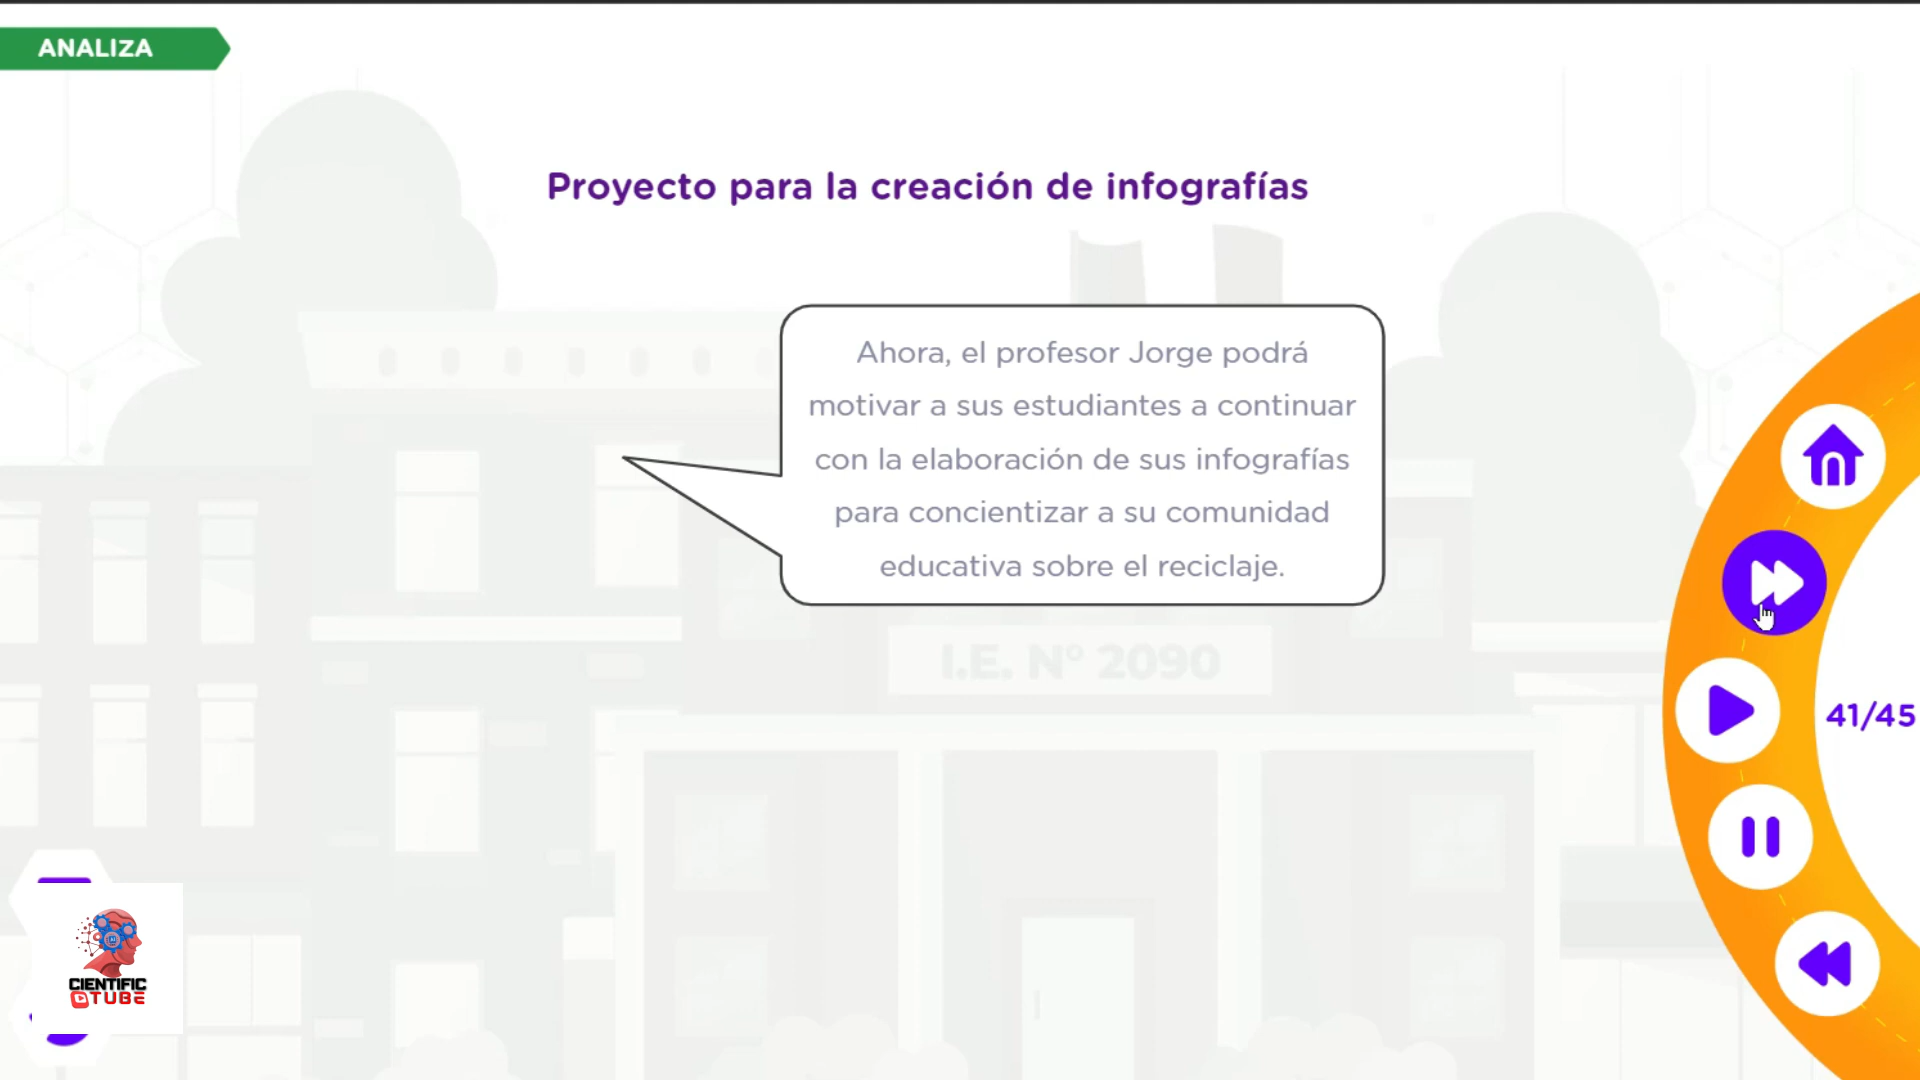 ANALIZA
Proyecto para la creación de infografías
Ahora, el profesor Jorge podrá
motivar a sus estudiantes a continuar
con la elaboración de sus infografías
para concientizar a su comunidad
educativa sobre el reciclaje.
I.E. N° 2090
41/45
CIENTIFIC
TUBE